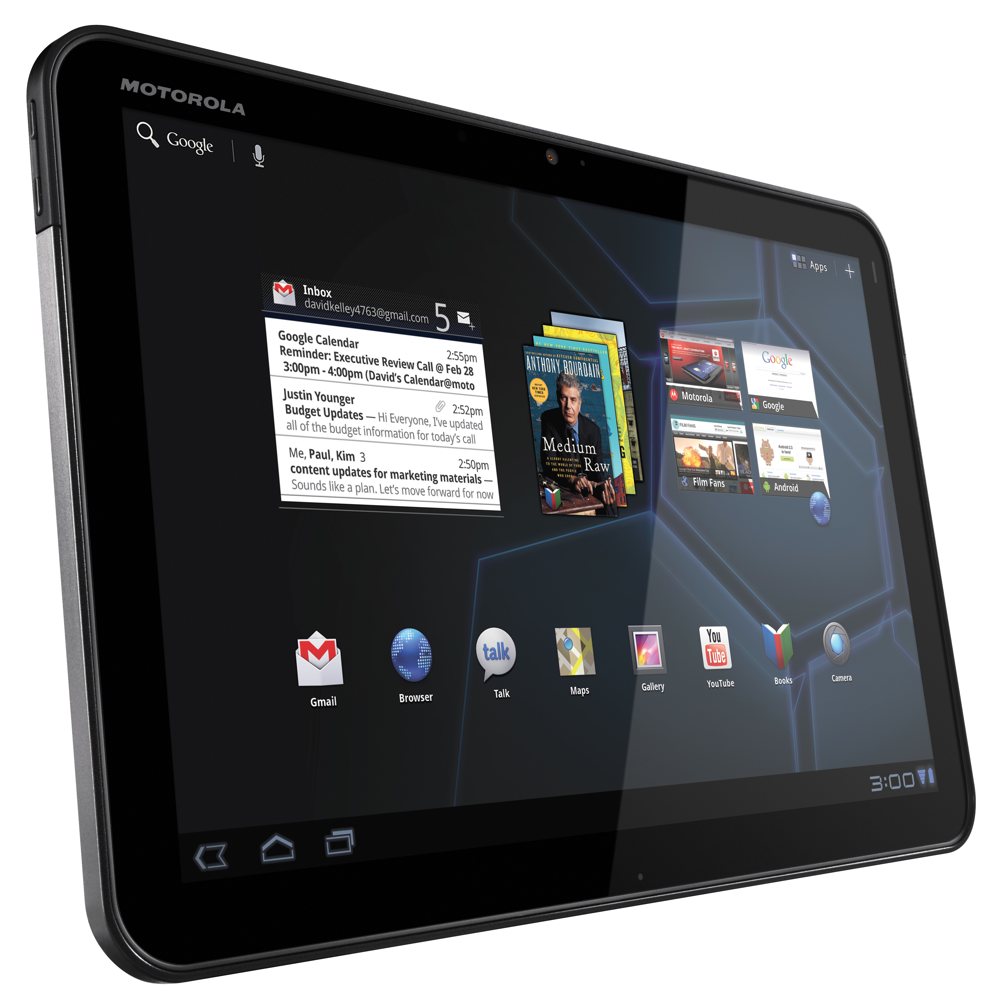 MOTOROLA
Google
Apps
Inbox
davidkelley4763@gmail.com
5
Google Calendar
2:55pm
Reminder: Executive Review Call @ Feb 28
3:00pm - 4:00pm (David's Calendar@moto
Justin Younger
2:52pm
Budget Updates — Hi Everyone, I've updated
all of the budget information for today's call
Me, Paul, Kim 3
2:50pm
content updates for marketing materials —
Sounds like a plan. Let's move forward for now
ANTHONY BOURDAIN
Medium
Raw
Motorola
Google
Google
Film Fans
Android
talk
You
Tube
Gmail
Browser
Talk
Maps
Gallery
YouTube
Books
Camera
3:00